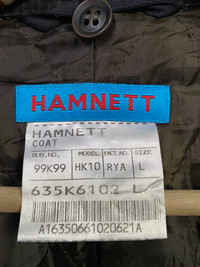 HAMNETT
HAMNETT
COAT
SUB.NO. MODEL FACT.NO. SIZE
99K99 HK10 RYA L
635K6102 L
A16350661020621A